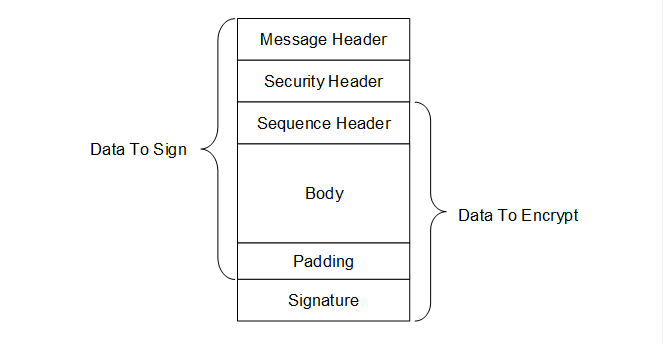 Message Header
Security Header
Sequence Header
Data To Sign
Body
Data To Encrypt
Padding
Signature